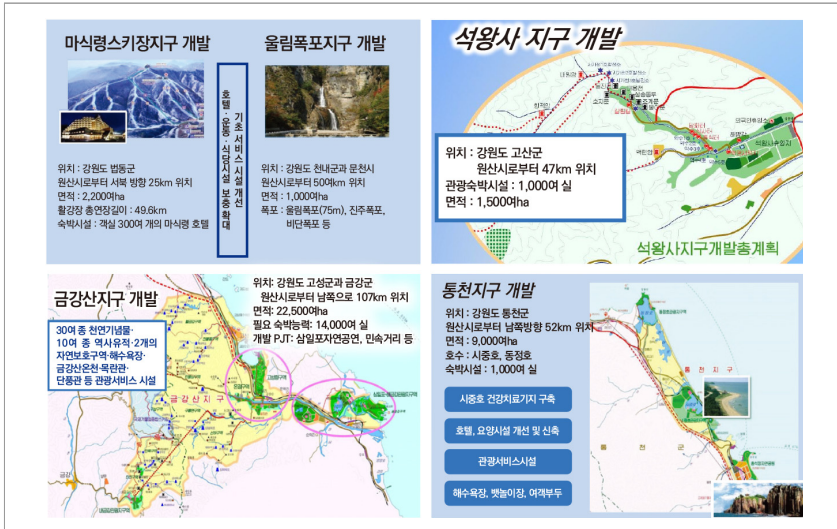 마식령스키장지구 개발
위치 : 강원도 법동군
원산시로부터 서북 방향 25km 위치
면적 : 2,200여ha
활강장 총연장길이 : 49.6km
숙박시설 : 객실 300여 개의 마식령 호텔
기초 서비스 시설 개선
호텔·운동·식당시설 보충 확대
울림폭포지구 개발
위치 : 강원도 천내군과 문천시
원산시로부터 50여km 위치
면적 : 1,000여ha
폭포 : 울림폭포(75m), 진주폭포,
비단폭포 등
석왕사 지구 개발
위치 : 강원도 고산군
원산시로부터 남쪽 47km 위치
관광숙박시설 : 1,000여 실
면적 : 1,500여ha
석왕사지구개발총계획
금강산지구 개발
위치: 강원도 고성군과 금강군
원산시로부터 남쪽으로 107km 위치
면적: 22,500여ha
필요 숙박능력: 14,000여 실
개발 PJT: 삼일포자연공원, 민속거리 등
30여 종 천연기념물·
10여 종 역사유적·2개의
자연보호구역·해수욕장·
금강산온천·목란관·
단풍관 등 관광서비스 시설
금강산지구
금강
통천지구 개발
위치: 강원도 통천군
원산시로부터 남쪽방향 52km 위치
면적: 9,000여ha
호수 : 시중호, 동정호
숙박시설 : 1,000여 실
시중호 건강치료기지 구축
호텔, 요양시설 개선 및 신축
관광서비스시설
해수욕장, 뱃놀이장, 여객부두
통천지구
통천군